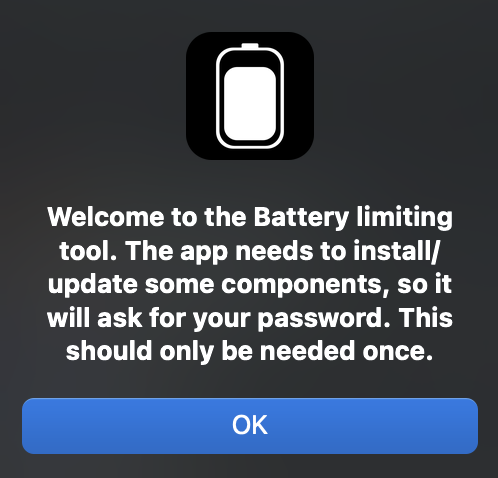 Welcome to the Battery limiting
tool. The app needs to install/
update some components, so it
will ask for your password. This
should only be needed once.
OK